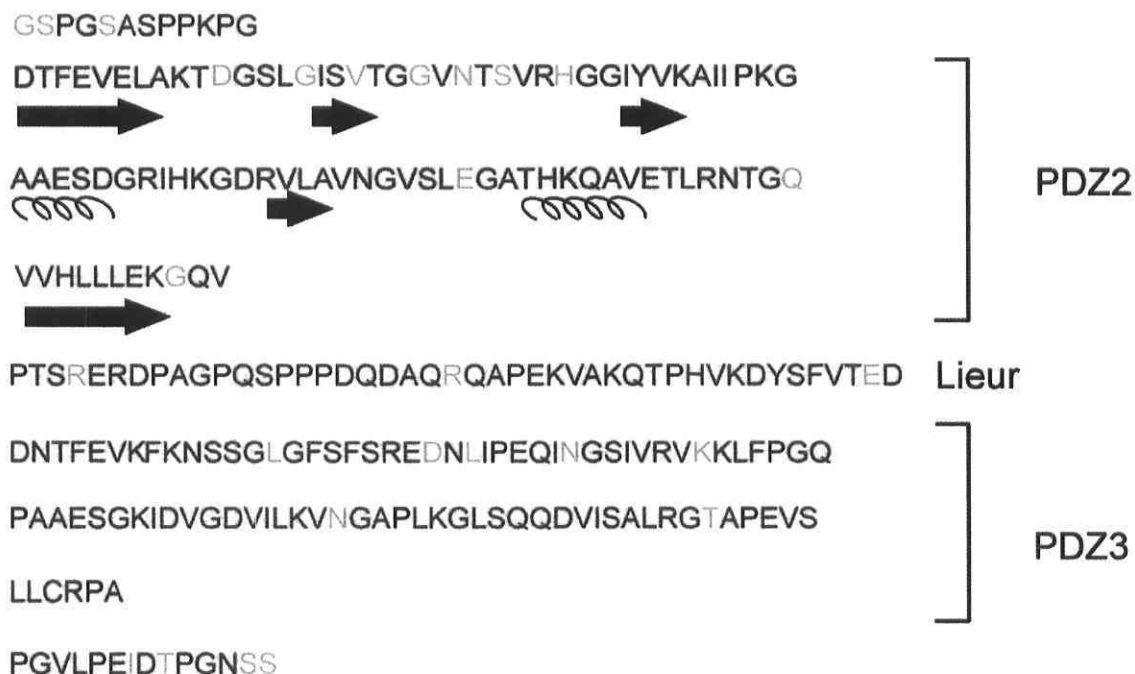 GSPGSASPPKPG
DTFEVELAKTDGSLGISVTGGVNTSVRHGGIYVKAIIPKG
AAESDGRIHKGDRVLAVNGVSLEGATHKQAVETLRNTGQ
PDZ2
VVHLLLEKGQV
PTSRERDPAGPQSPPPDQDAQRQAPEKVAKQTPHVKDYSFVTED Lieur
DNTFEVKFKNSSGLGFSFSREDNLIPEQINGSIVRVKKLFPGQ
PAAESGKIDVGDVILKVNGAPLKGLSQQDVISALRGTAPEVS
PDZ3
LLCRPA
PGVLPEIDTPGNSS